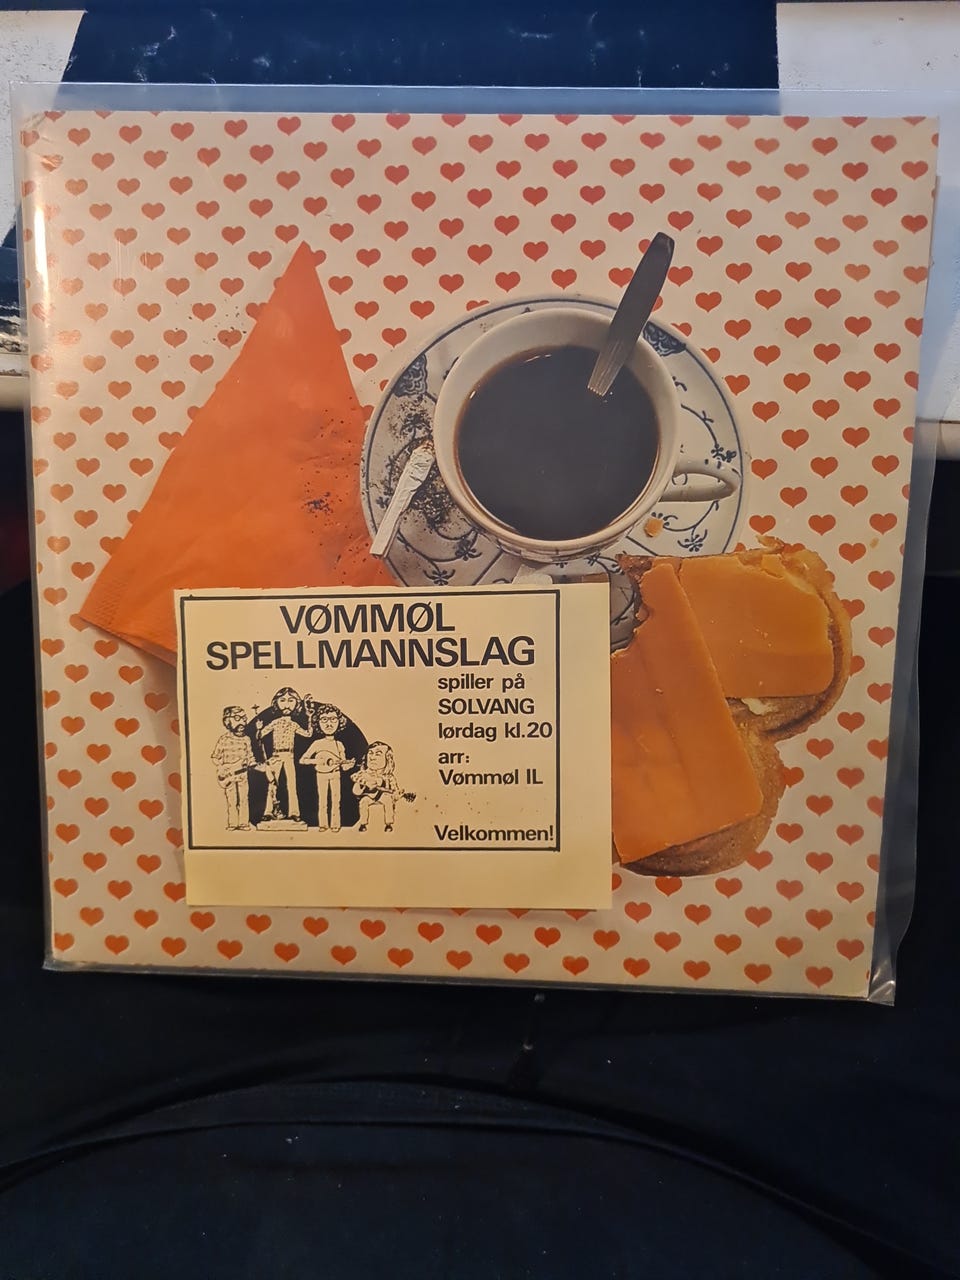 VØMMØL
SPELLMANNSLAG
spiller på
SOLVANG
lørdag kl.20
arr:
Vømmøl IL
Velkommen!